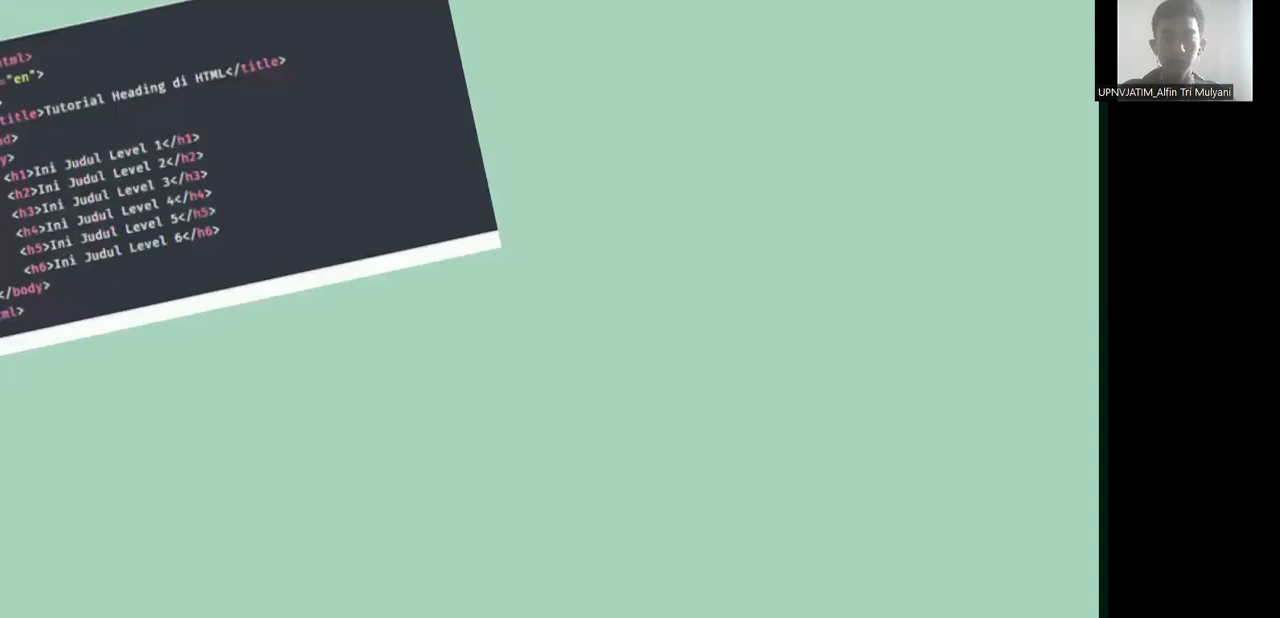 html>
="en">
>
title>Tutorial Heading di HTML</title>
ad>
y>
<h1>Ini Judul Level 1</h1>
<h2>Ini Judul Level 2</h2>
<h3>Ini Judul Level 3</h3>
<h4>Ini Judul Level 4</h4>
<h5>Ini Judul Level 5</h5>
<h6>Ini Judul Level 6</h6>
</body>
ml>
UPNVJATIM_Alfin Tri Mulyani